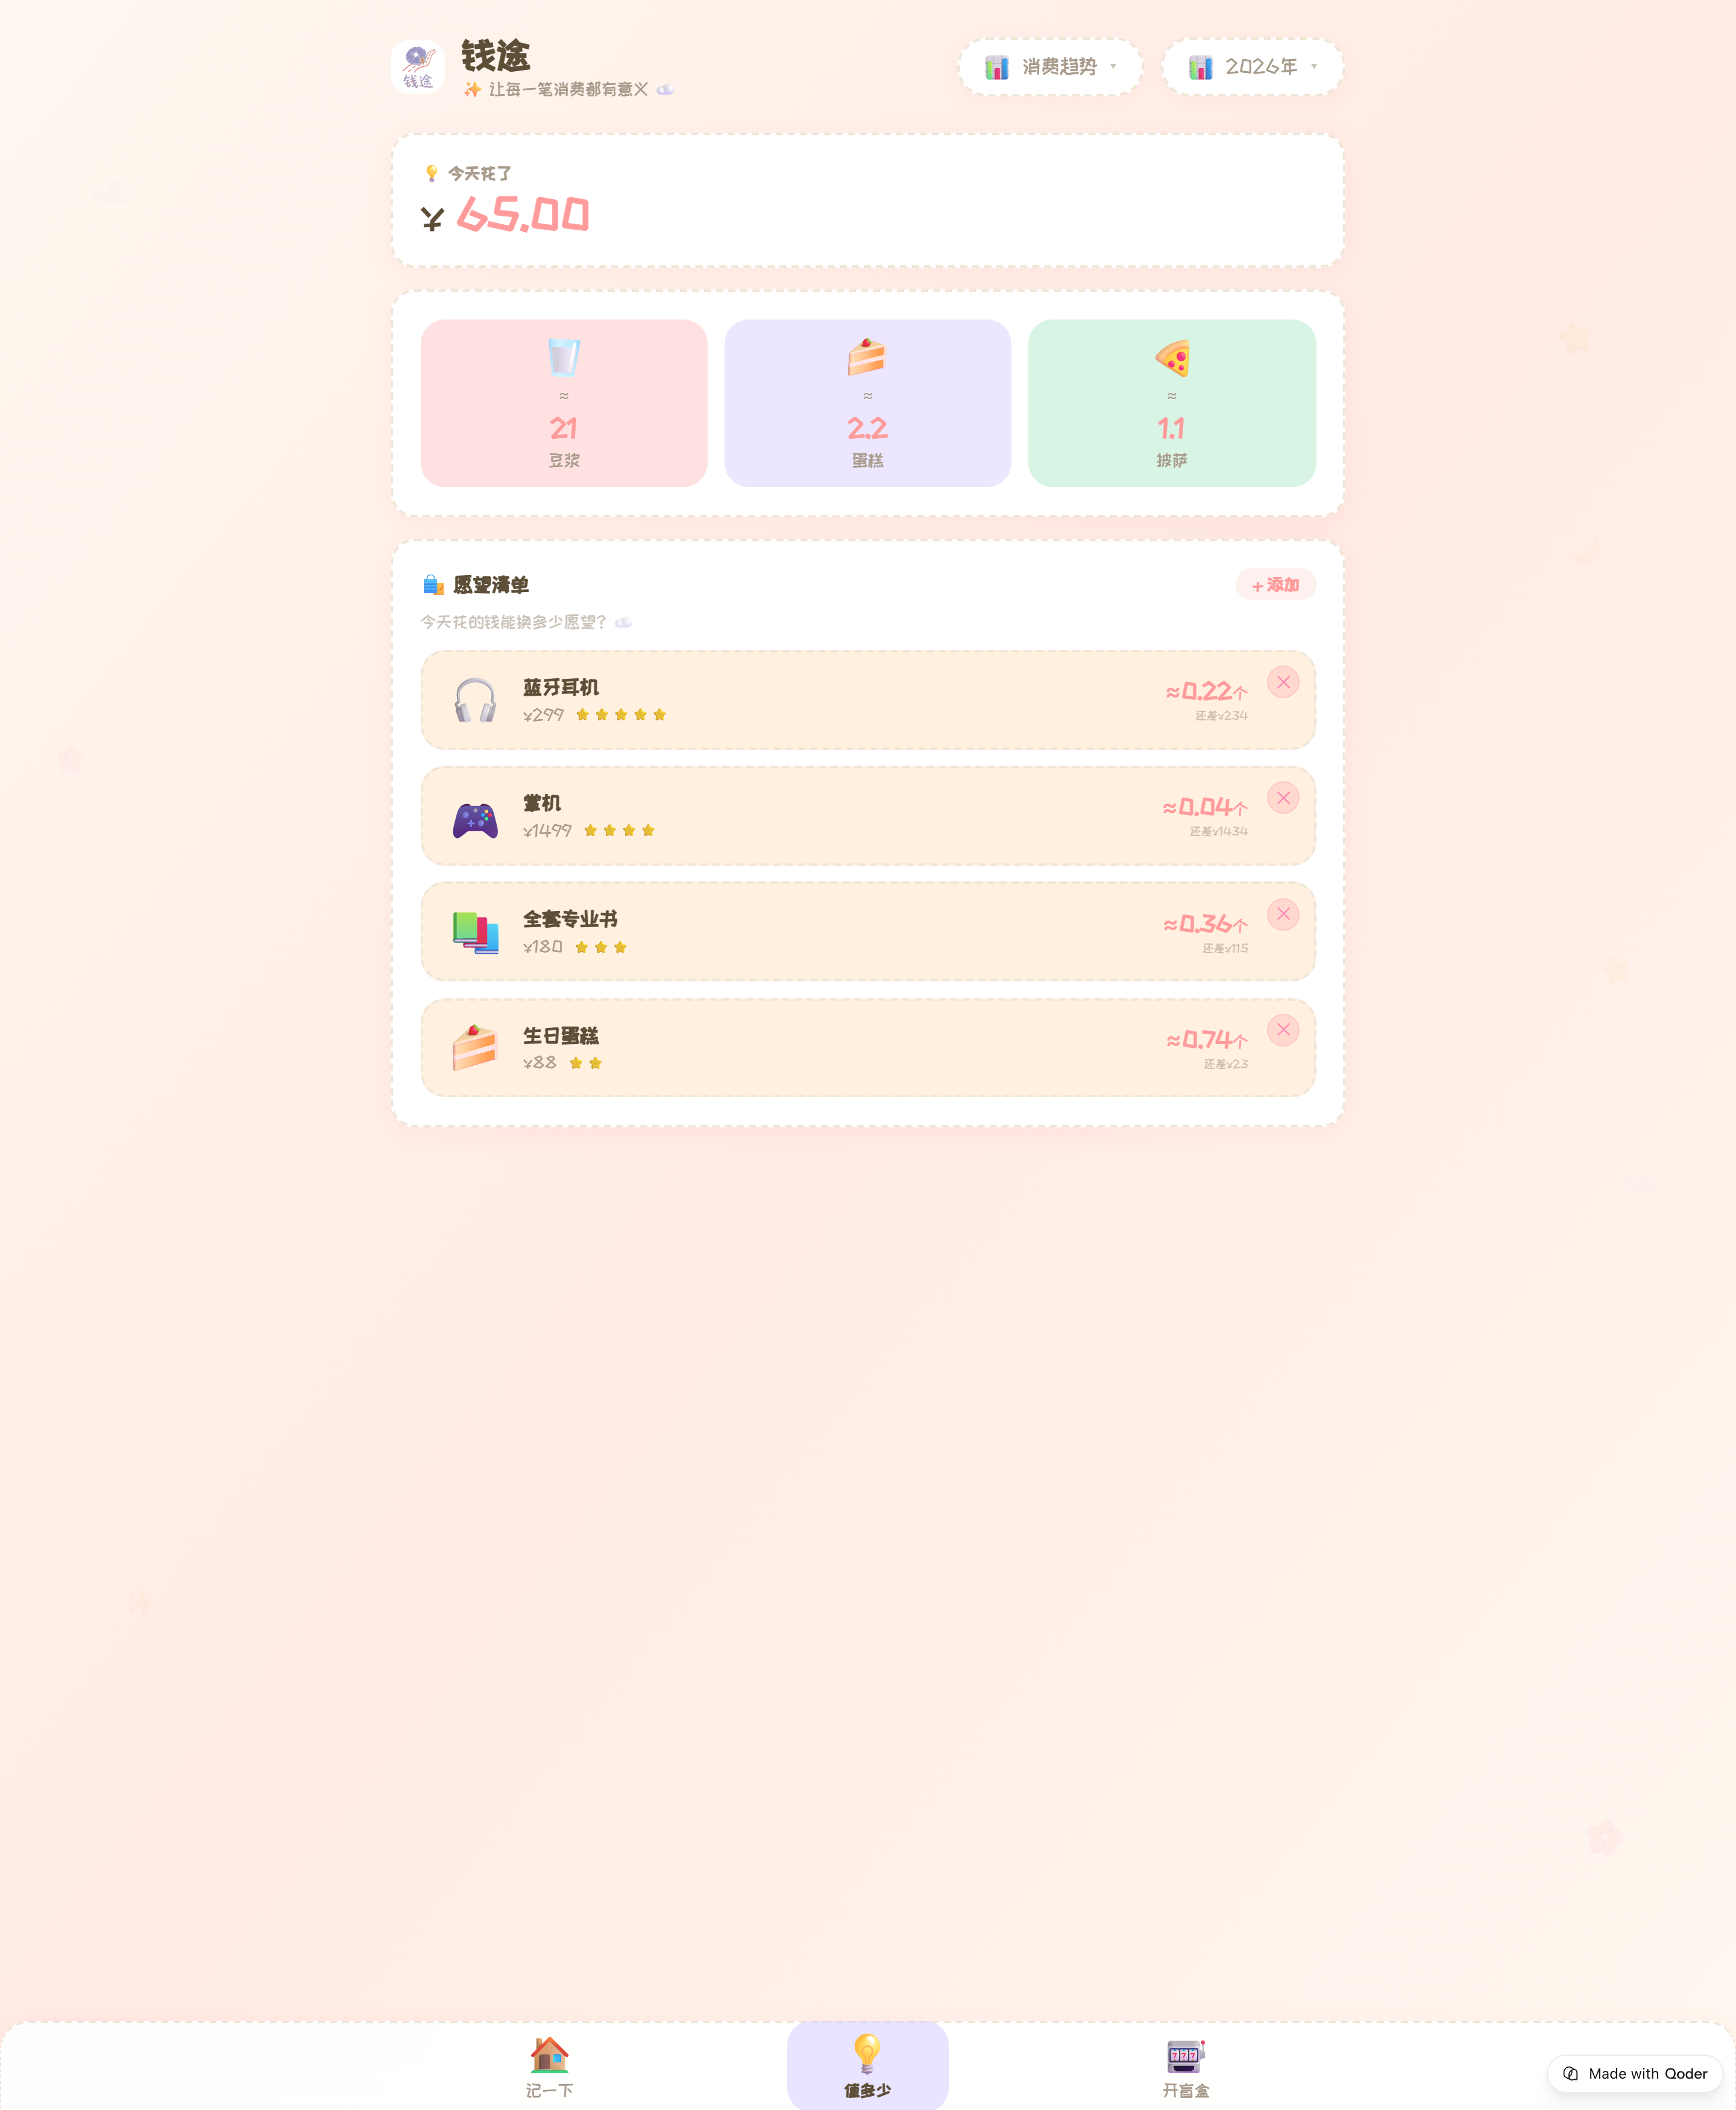 钱途
钱途
✨ 让每一笔消费都有意义
消费趋势
2026年
今天花了
¥ 65.00
≈
21
豆浆
≈
2.2
蛋糕
≈
1.1
披萨
愿望清单
+ 添加
今天花的钱能换多少愿望?
蓝牙耳机
¥299
≈0.22个
还差¥234
掌机
¥1499
≈0.04个
还差¥1434
全套专业书
¥180
≈0.36个
还差¥115
生日蛋糕
¥88
≈0.74个
还差¥23
记一下
777
值多少
开盲盒
Made with Qoder